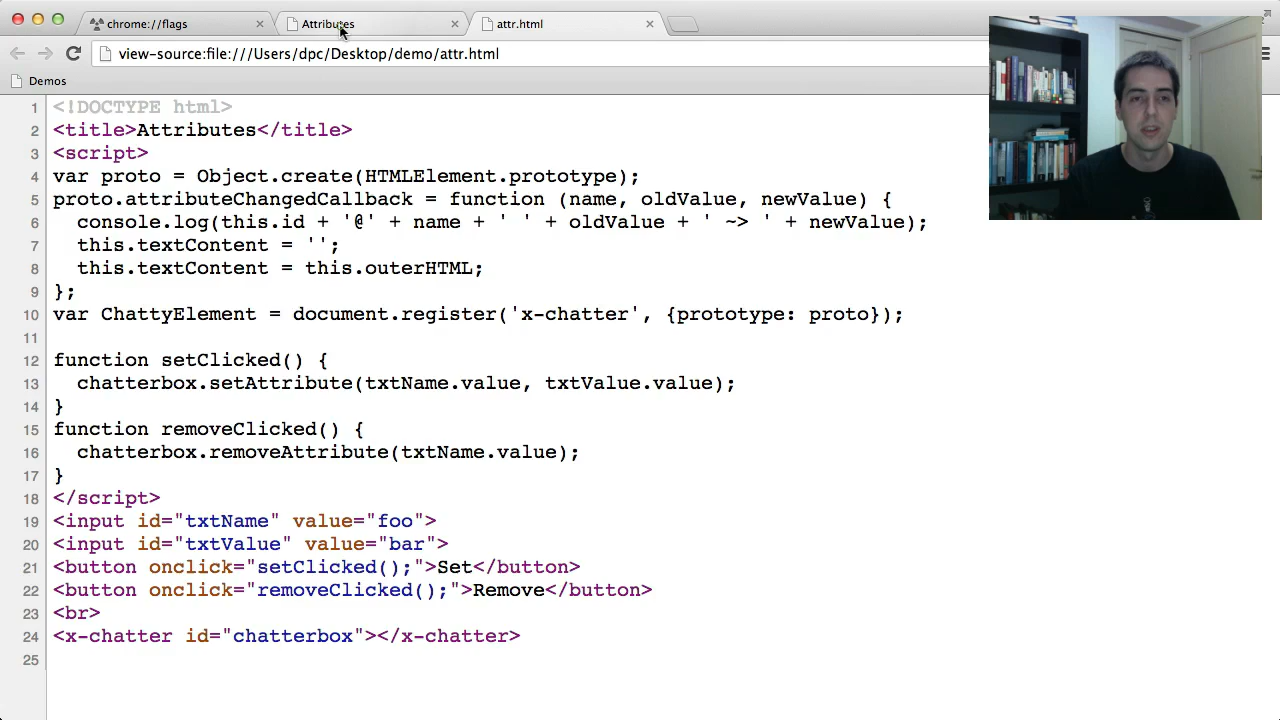 chrome://flags
Attributes
attr.html
view-source:file:///Users/dpc/Desktop/demo/attr.html
Demos
1 <!DOCTYPE html>
2 <title>Attributes</title>
3 <script>
4 var proto = Object.create(HTMLElement.prototype);
5 proto.attributeChangedCallback = function (name, oldValue, newValue) {
6   console.log(this.id + '@' + name + ' ' + oldValue + ' ~> ' + newValue);
7   this.textContent = '';
8   this.textContent = this.outerHTML;
9 };
10 var ChattyElement = document.register('x-chatter', {prototype: proto});
11
12 function setClicked() {
13   chatterbox.setAttribute(txtName.value, txtValue.value);
14 }
15 function removeClicked() {
16   chatterbox.removeAttribute(txtName.value);
17 }
18 </script>
19 <input id="txtName" value="foo">
20 <input id="txtValue" value="bar">
21 <button onclick="setClicked();">Set</button>
22 <button onclick="removeClicked();">Remove</button>
23 <br>
24 <x-chatter id="chatterbox"></x-chatter>
25